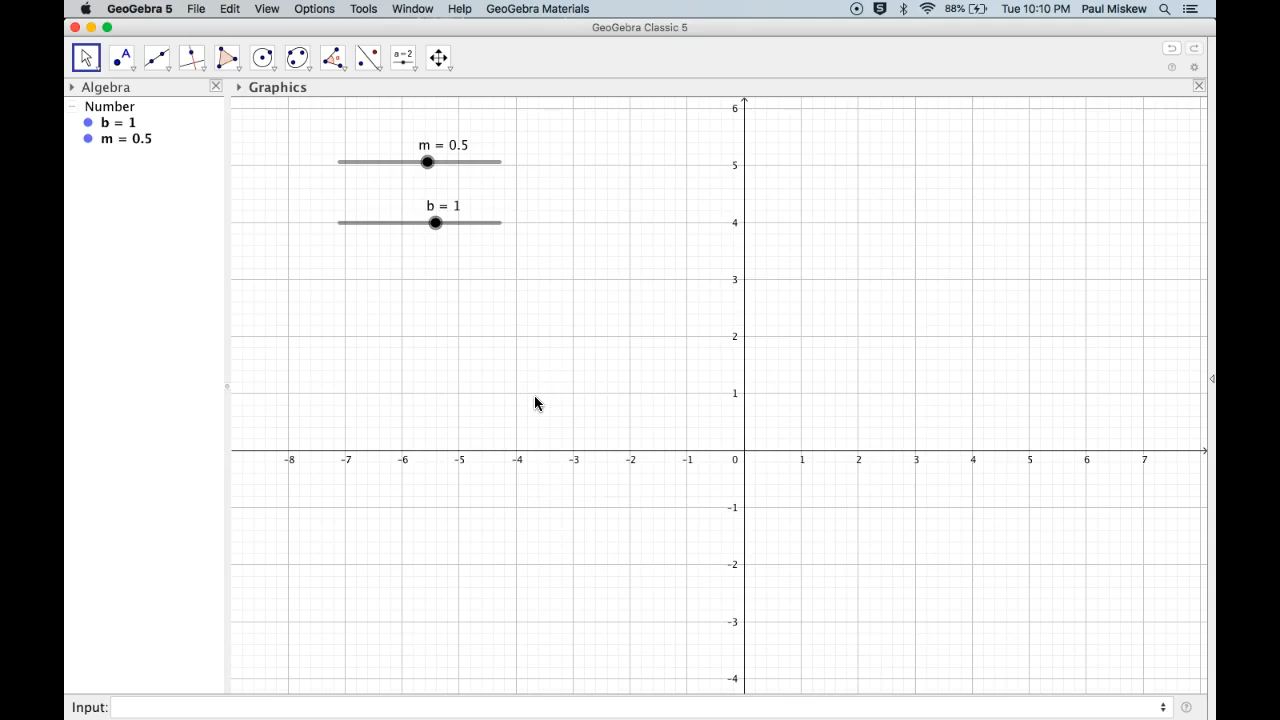 GeoGebra 5 File Edit View Options Tools Window Help GeoGebra Materials 88% Tue 10:10 PM Paul Miskew
GeoGebra Classic 5
A a=2
Algebra
Graphics
Number
b = 1
m = 0.5
m = 0.5
b = 1
6
5
4
3
2
1
-8 -7 -6 -5 -4 -3 -2 -1 0 1 2 3 4 5 6 7
-1
-2
-3
-4
Input: